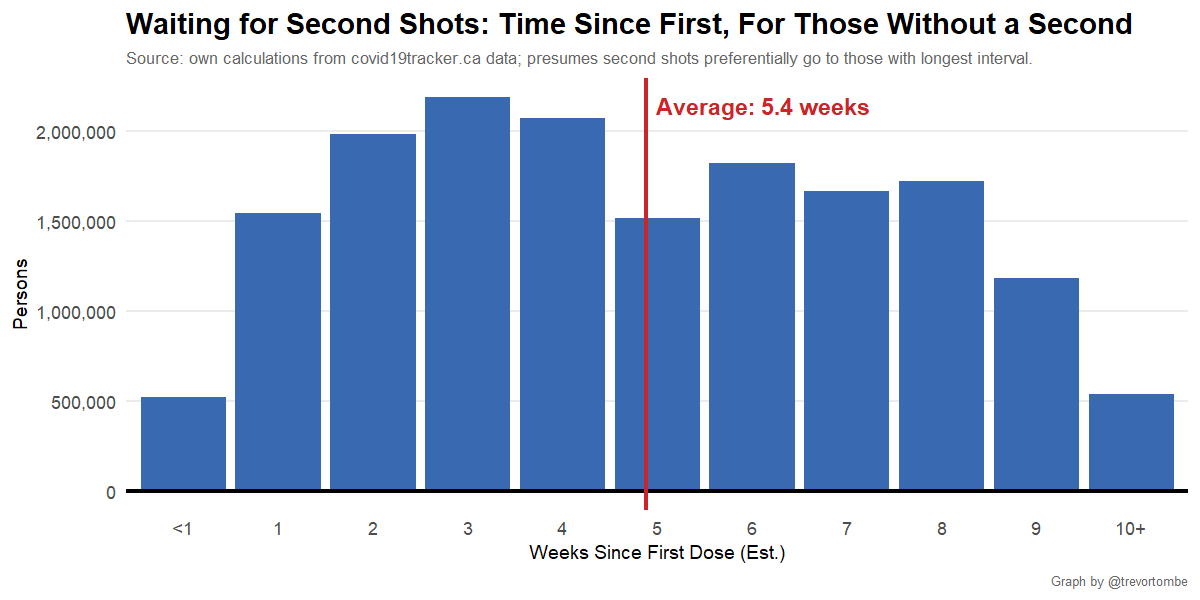 Waiting for Second Shots: Time Since First, For Those Without a Second
Source: own calculations from covid19tracker.ca data; presumes second shots preferentially go to those with longest interval.
Average: 5.4 weeks
Persons
2,000,000
1,500,000
1,000,000
500,000
0
<1 1 2 3 4 5 6 7 8 9 10+
Weeks Since First Dose (Est.)
Graph by @trevortombe